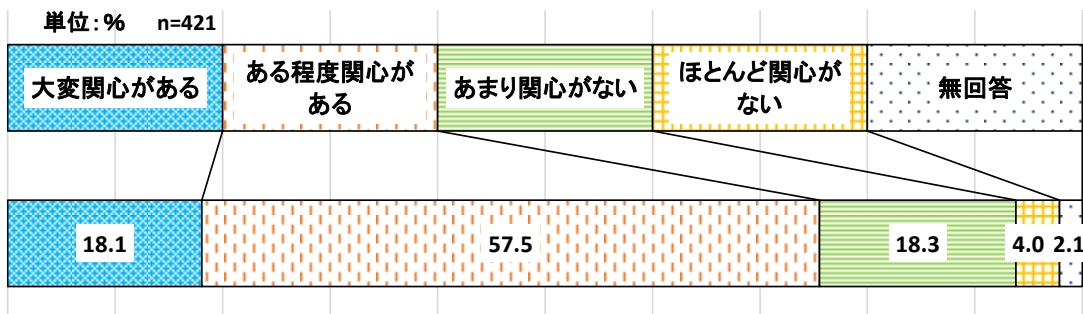 単位：％ n=421
大変関心がある
ある程度関心が
ある
あまり関心がない
ほとんど関心が
ない
無回答
18.1
57.5
18.3
4.0
2.1